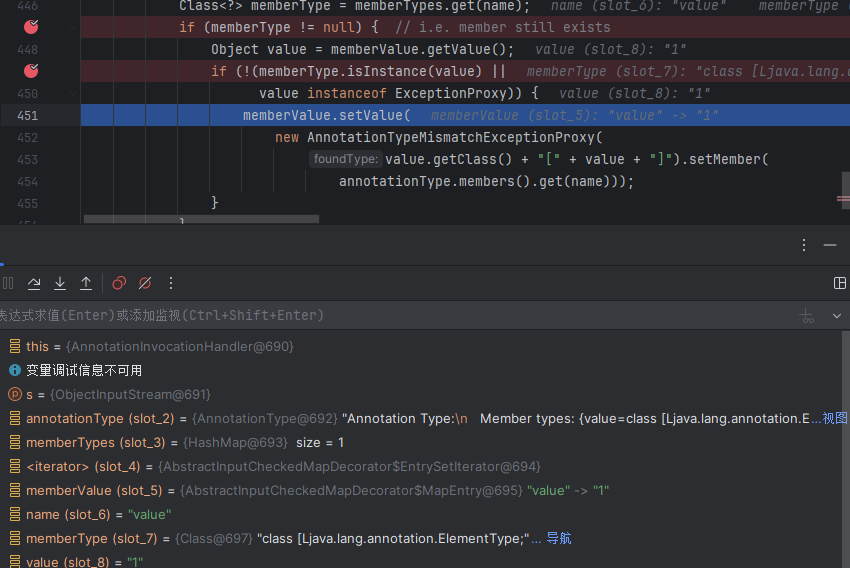 446 Class<?> memberType = memberTypes.get(name); name (slot_6): "value" memberType (
if (memberType != null) { // i.e. member still exists
448 Object value = memberValue.getValue(); value (slot_8): "1"
if (!(memberType.isInstance(value) || memberType (slot_7): "class [Ljava.lang.
450 value instanceof ExceptionProxy)) { value (slot_8): "1"
451 memberValue.setValue( memberValue (slot_5): "value" -> "1"
452 new AnnotationTypeMismatchExceptionProxy(
453 foundType: value.getClass() + "[" + value + "]").setMember(
454 annotationType.members().get(name)));
455 }
表达式求值(Enter)或添加监视(Ctrl+Shift+Enter)
this = {AnnotationInvocationHandler@690}
变量调试信息不可用
s = {ObjectInputStream@691}
annotationType (slot_2) = {AnnotationType@692} "Annotation Type:\n Member types: {value=class [Ljava.lang.annotation.E...视图
memberTypes (slot_3) = {HashMap@693} size = 1
<iterator> (slot_4) = {AbstractInputCheckedMapDecorator$EntrySetIterator@694}
memberValue (slot_5) = {AbstractInputCheckedMapDecorator$MapEntry@695} "value" -> "1"
name (slot_6) = "value"
memberType (slot_7) = {Class@697} "class [Ljava.lang.annotation.ElementType;"... 导航
value (slot_8) = "1"